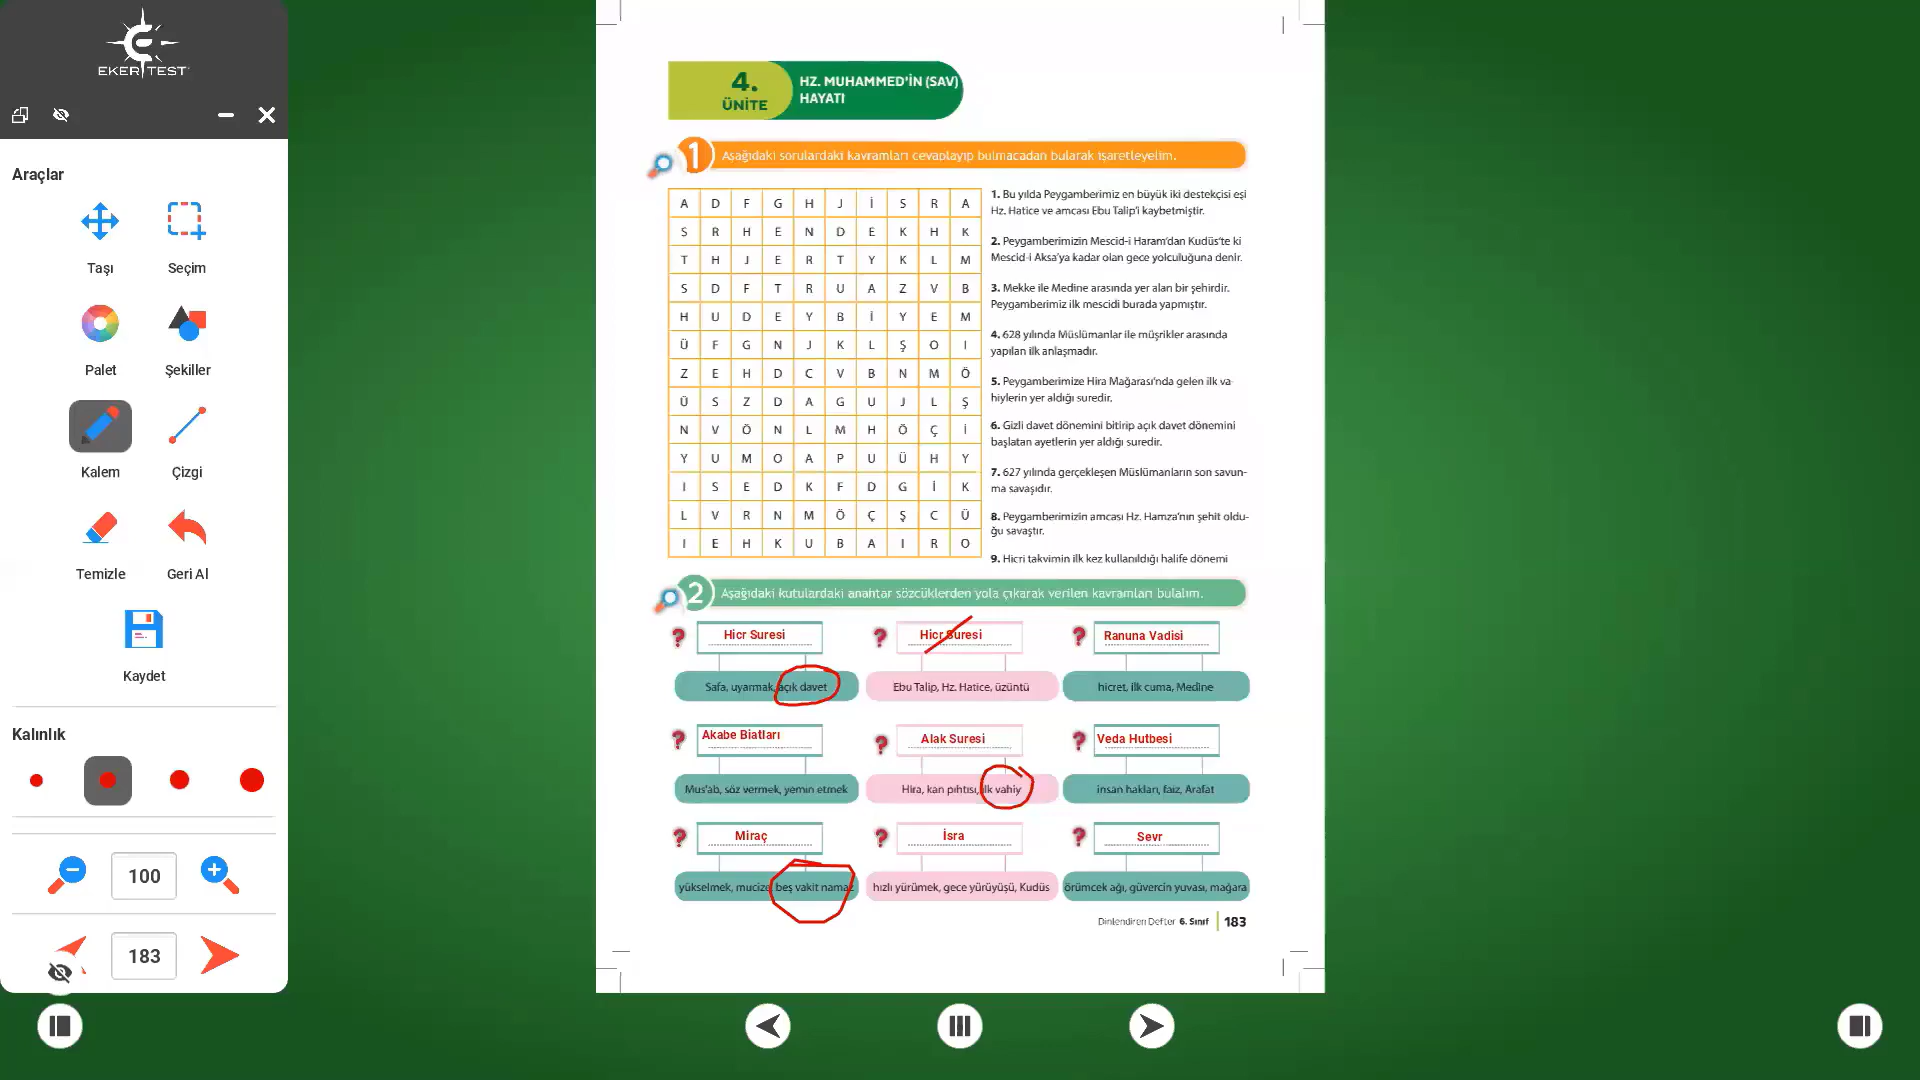 EKER TEST
Araçlar
Taşı
Seçim
Palet
Şekiller
Kalem
Çizgi
Temizle
Geri Al
Kaydet
Kalınlık
100
183
4.
ÜNİTE
HZ. MUHAMMED'İN (SAV)
HAYATI
1
Aşağıdaki sorulardaki kavramları cevaplayıp bulmacadan bularak işaretleyelim.
A D F G H J İ S R A
S R H E N D E K H K
T H J E R T Y K L M
S D F T R U A Z V B
H U D E Y B İ Y E M
Ü F G N J K L Ş O I
Z E H D C V B N M Ö
Ü S Z D A G U J L Ş
N V Ö N L M H Ö Ç İ
Y U M O A P U Ü H Y
I S E D K F D G İ K
L V R N M Ö Ç Ş C Ü
I E H K U B A I R O
1. Bu yılda Peygamberimiz en büyük iki destekçisi eşi
Hz. Hatice ve amcası Ebu Talip'i kaybetmiştir.
2. Peygamberimizin Mescid-i Haram'dan Kudüs'te ki
Mescid-i Aksa'ya kadar olan gece yolculuğuna denir.
3. Mekke ile Medine arasında yer alan bir şehirdir.
Peygamberimiz ilk mescidi burada yapmıştır.
4. 628 yılında Müslümanlar ile müşrikler arasında
yapılan ilk anlaşmadır.
5. Peygamberimize Hira Mağarası'nda gelen ilk va-
hiylerin yer aldığı suredir.
6. Gizli davet dönemini bitirip açık davet dönemini
başlatan ayetlerin yer aldığı suredir.
7. 627 yılında gerçekleşen Müslümanların son savun-
ma savaşıdır.
8. Peygamberimizin amcası Hz. Hamza'nın şehit oldu-
ğu savaştır.
9. Hicri takvimin ilk kez kullanıldığı halife dönemi
2
Aşağıdaki kutulardaki anahtar sözcüklerden yola çıkarak verilen kavramları bulalım.
? Hicr Suresi
? Hicr Suresi
? Ranuna Vadisi
Safa, uyarmak, açık davet
Ebu Talip, Hz. Hatice, üzüntü
hicret, ilk cuma, Medine
? Akabe Biatları
? Alak Suresi
? Veda Hutbesi
Mus'ab, söz vermek, yemin etmek
Hira, kan pıhtısı, ilk vahiy
insan hakları, faiz, Arafat
? Miraç
? İsra
? Sevr
yükselmek, mucize, beş vakit namaz
hızlı yürümek, gece yürüyüşü, Kudüs
örümcek ağı, güvercin yuvası, mağara
Dinlendiren Defter 6. Sınıf 183